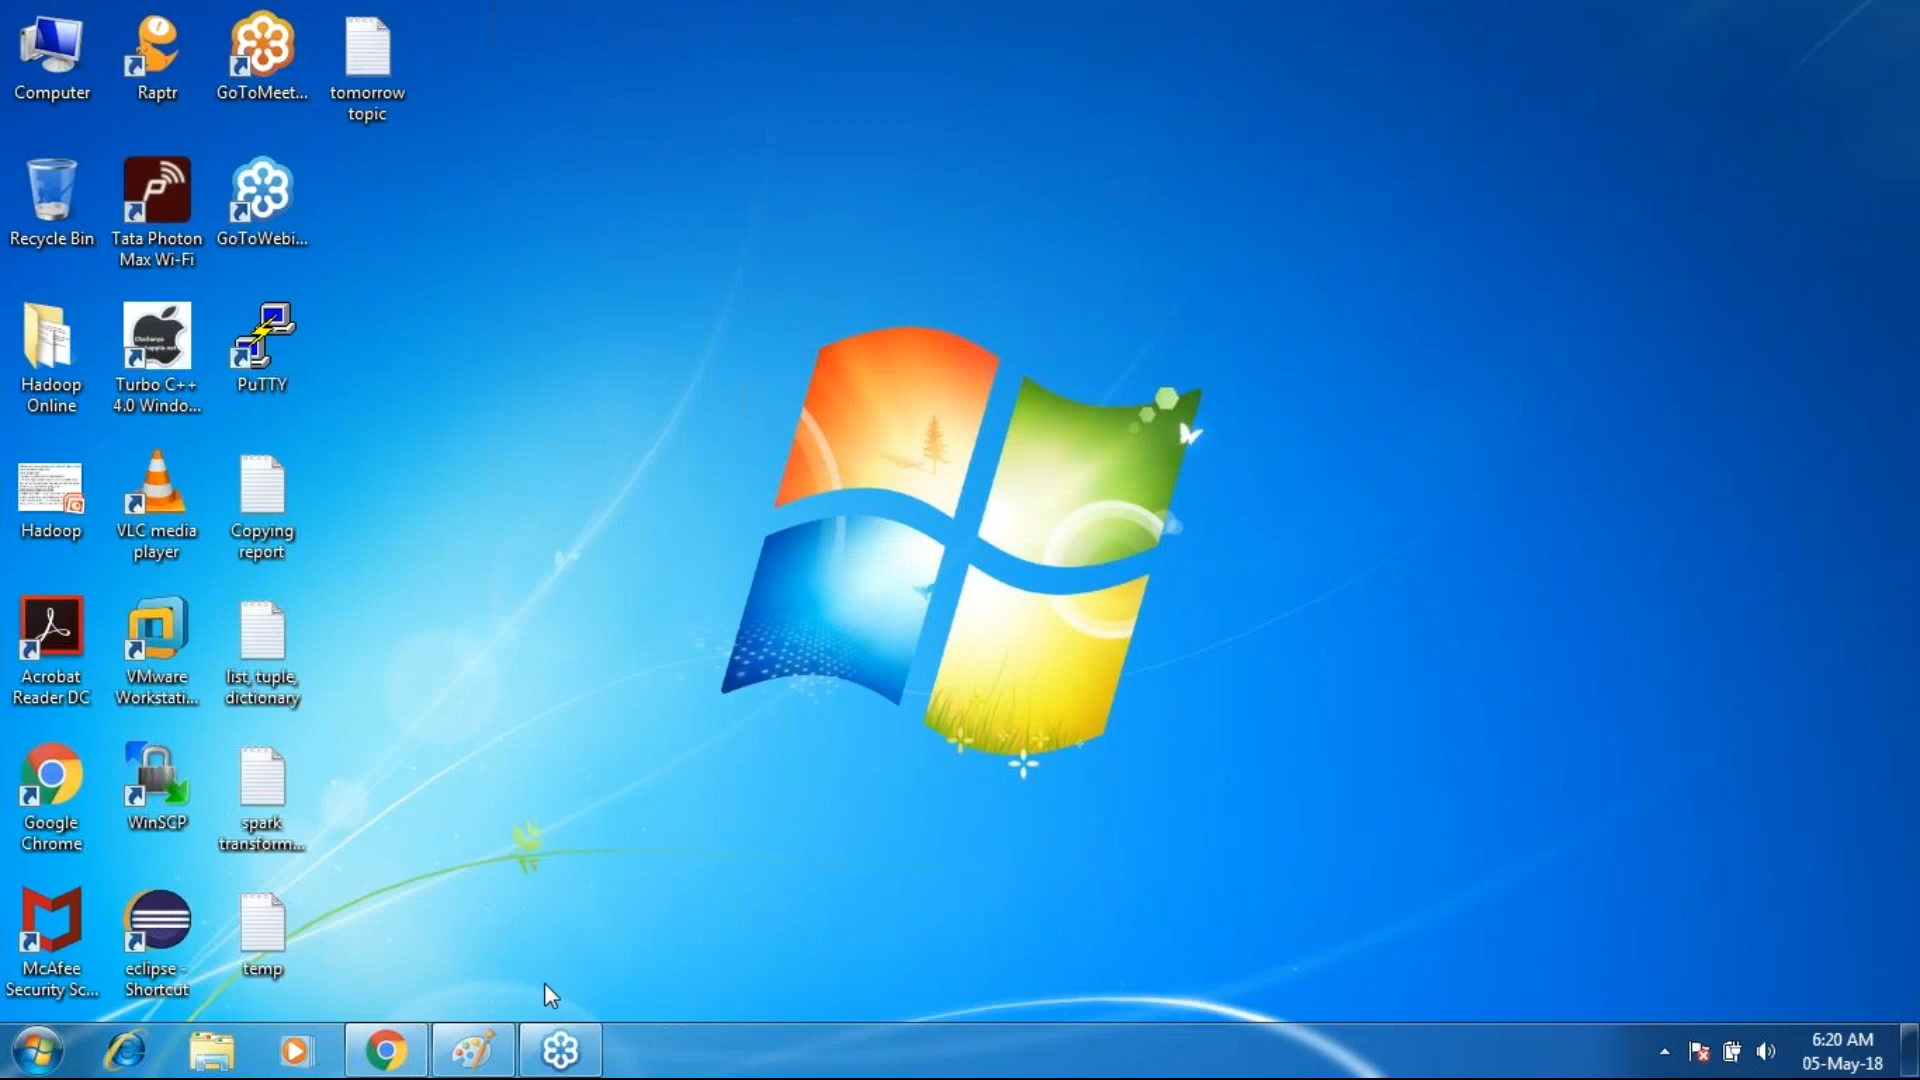 Computer
Raptr
GoToMeet...
tomorrow
topic
Recycle Bin
Tata Photon
Max Wi-Fi
GoToWebi...
Hadoop
Online
Turbo C++
4.0 Windo...
PuTTY
Hadoop
VLC media
player
Copying
report
Acrobat
Reader DC
VMware
Workstati...
list, tuple,
dictionary
Google
Chrome
WinSCP
spark
transform...
McAfee
Security Sc...
eclipse -
Shortcut
temp
6:20 AM
05-May-18